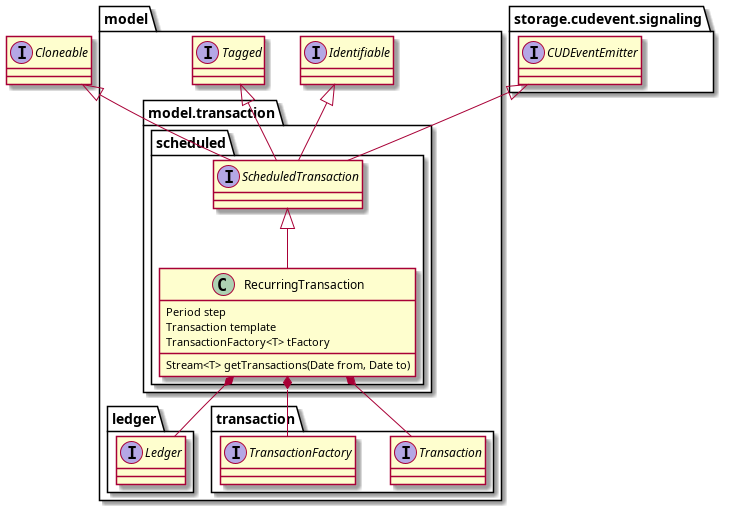 model
storage.cudevent.signaling
I Cloneable
I Tagged
I Identifiable
I CUDEventEmitter
model.transaction
scheduled
I ScheduledTransaction
C RecurringTransaction
Period step
Transaction template
TransactionFactory<T> tFactory
Stream<T> getTransactions(Date from, Date to)
ledger
transaction
I Ledger
I TransactionFactory
I Transaction